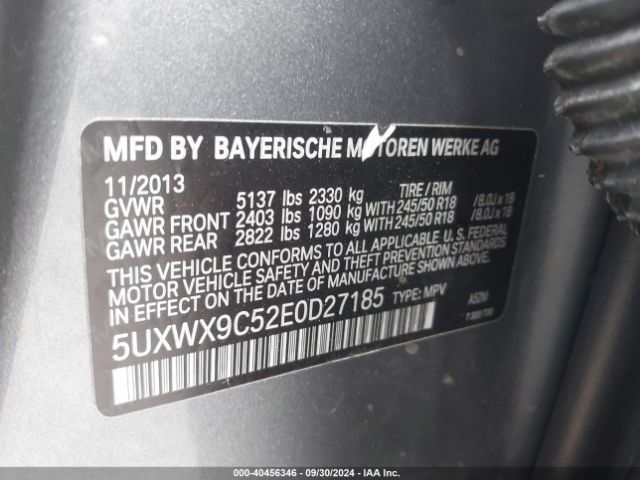 MFD BY BAYERISCHE MOTOREN WERKE AG
11/2013 TIRE / RIM
GVWR 5137 lbs 2330 kg
GAWR FRONT 2403 lbs 1090 kg WITH 245/50 R18 /8.0J x 18
GAWR REAR 2822 lbs 1280 kg WITH 245/50 R18 /8.0J x 18
THIS VEHICLE CONFORMS TO ALL APPLICABLE U. S. FEDERAL
MOTOR VEHICLE SAFETY AND THEFT PREVENTION STANDARDS
IN EFFECT ON THE DATE OF MANUFACTURE SHOWN ABOVE.
5UXWX9C52E0D27185 TYPE: MPV
000-40456346 - 09/30/2024 - IAA Inc.